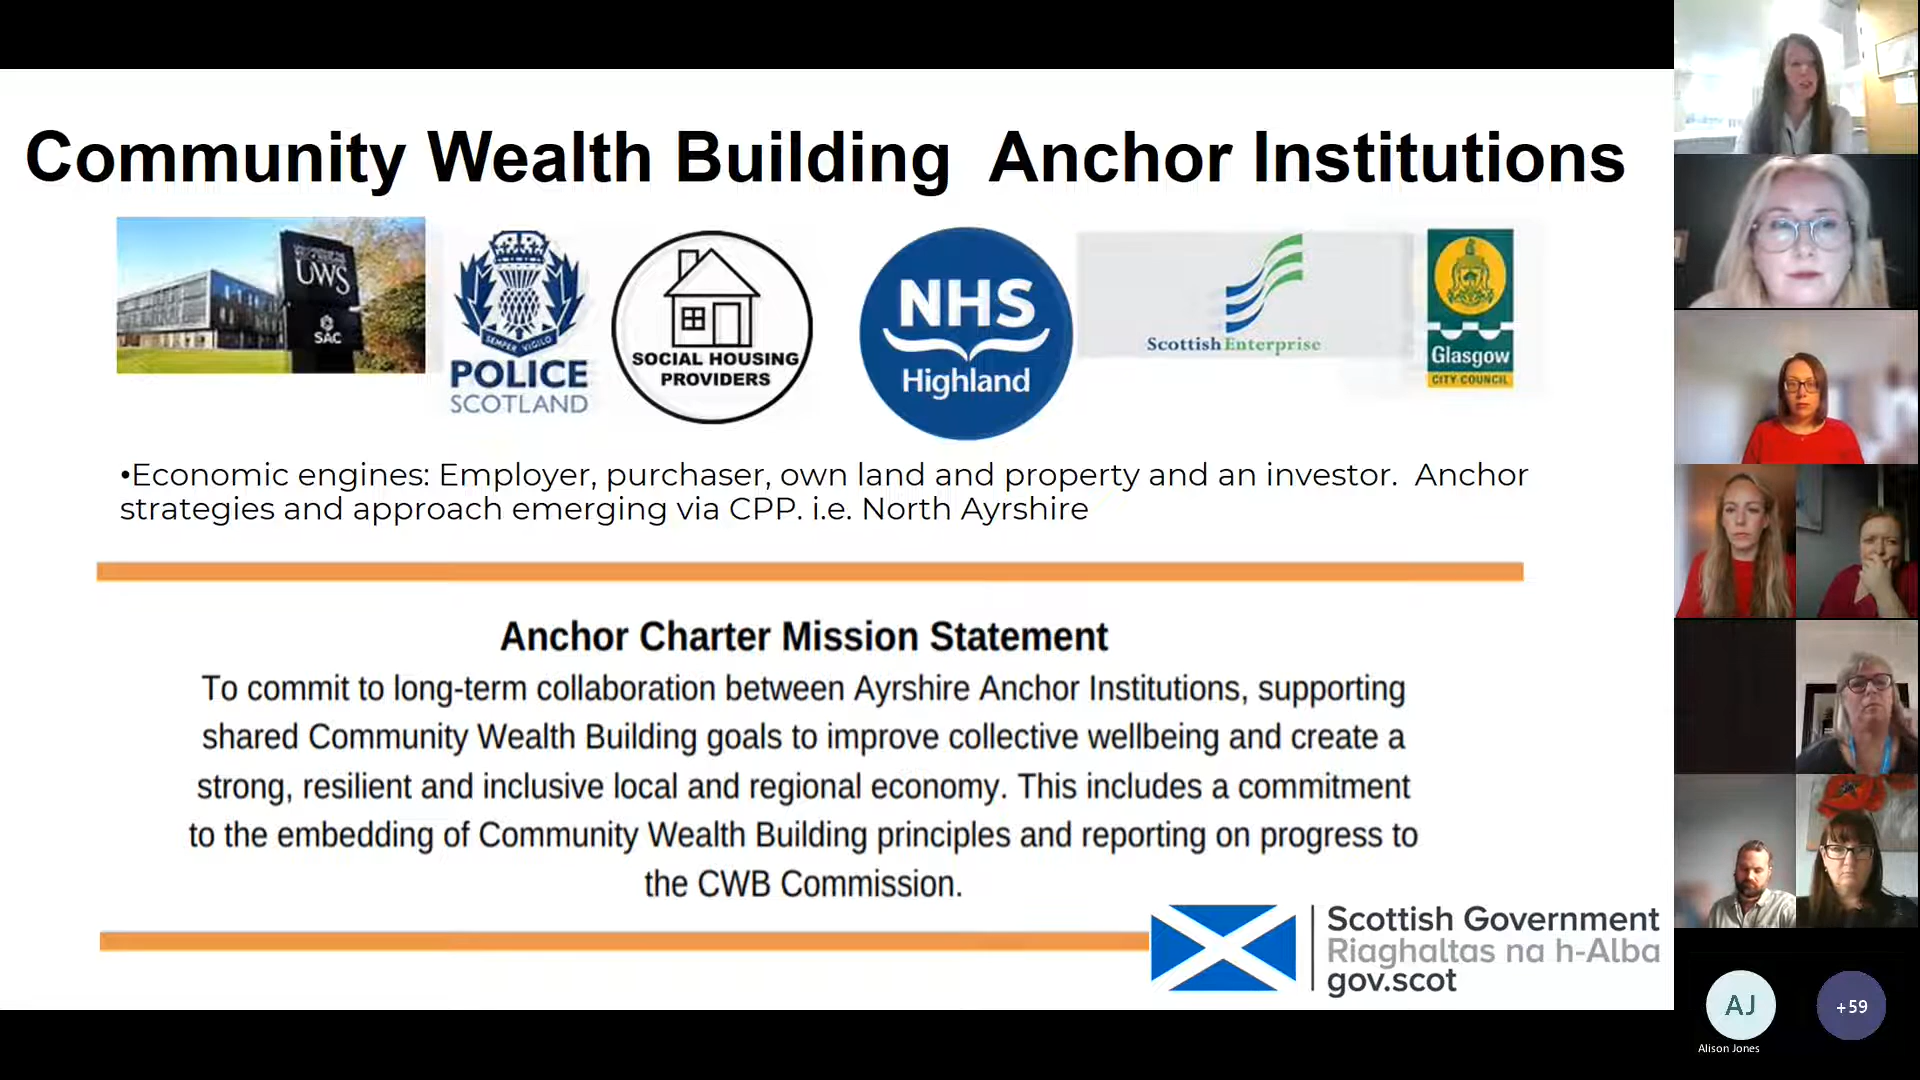 Community Wealth Building  Anchor Institutions
UWS
SAC
SEMPER VIGILO
POLICE
SCOTLAND
SOCIAL HOUSING
PROVIDERS
NHS
Highland
Scottish Enterprise
Glasgow
CITY COUNCIL
•Economic engines: Employer, purchaser, own land and property and an investor.  Anchor
strategies and approach emerging via CPP. i.e. North Ayrshire
Anchor Charter Mission Statement
To commit to long-term collaboration between Ayrshire Anchor Institutions, supporting
shared Community Wealth Building goals to improve collective wellbeing and create a
strong, resilient and inclusive local and regional economy. This includes a commitment
to the embedding of Community Wealth Building principles and reporting on progress to
the CWB Commission.
Scottish Government
Riaghaltas na h-Alba
gov.scot
AJ
+59
Alison Jones